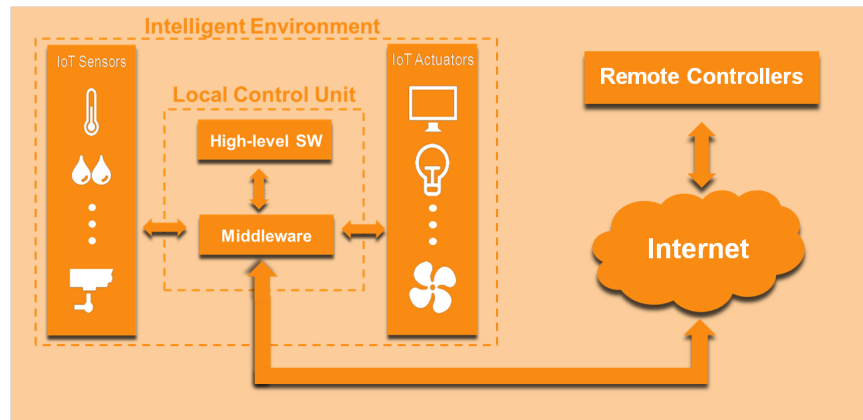 Intelligent Environment
IoT Sensors
IoT Actuators
Local Control Unit
High-level SW
Middleware
Remote Controllers
Internet